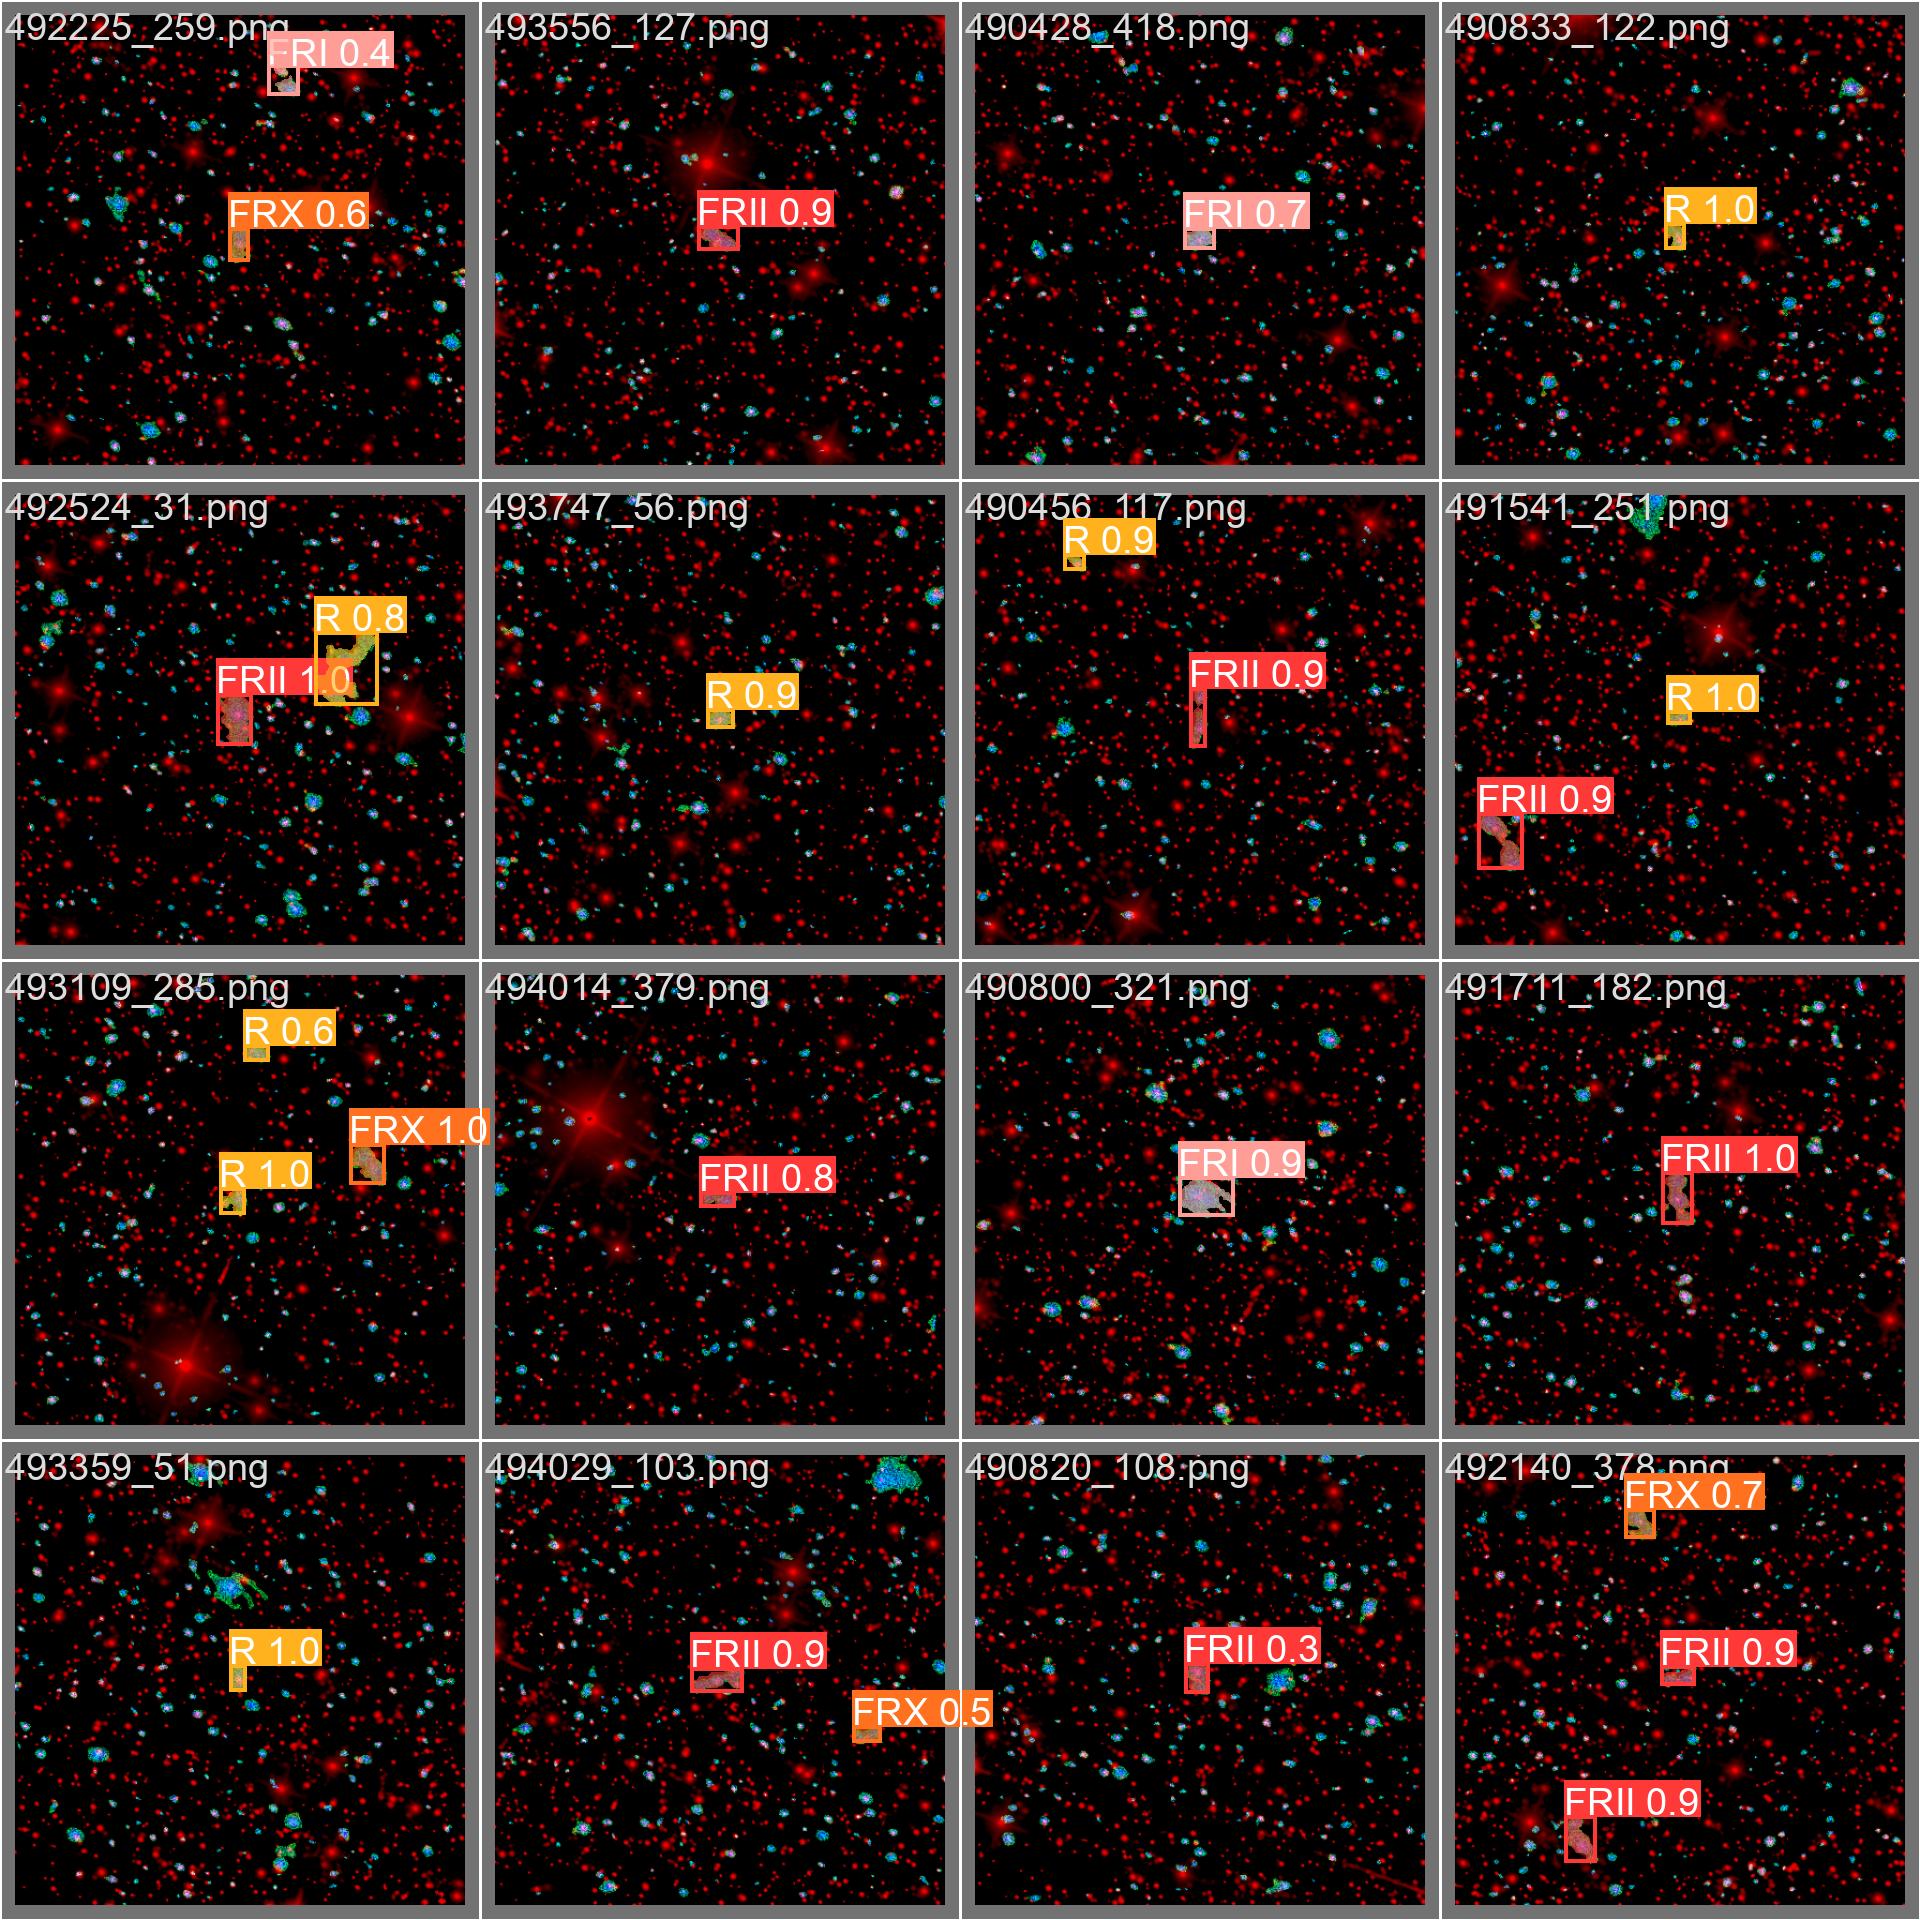 492225_259.png
FRI 0.4
FRX 0.6
493556_127.png
FRII 0.9
490428_418.png
FRI 0.7
490833_122.png
R 1.0
492524_31.png
R 0.8
FRII 1.0
493747_56.png
R 0.9
490456_117.png
R 0.9
FRII 0.9
491541_251.png
R 1.0
FRII 0.9
493109_285.png
R 0.6
FRX 1.0
R 1.0
494014_379.png
FRII 0.8
490800_321.png
FRI 0.9
491711_182.png
FRII 1.0
493359_51.png
R 1.0
494029_103.png
FRII 0.9
FRX 0.5
490820_108.png
FRII 0.3
492140_378.png
FRX 0.7
FRII 0.9
FRII 0.9